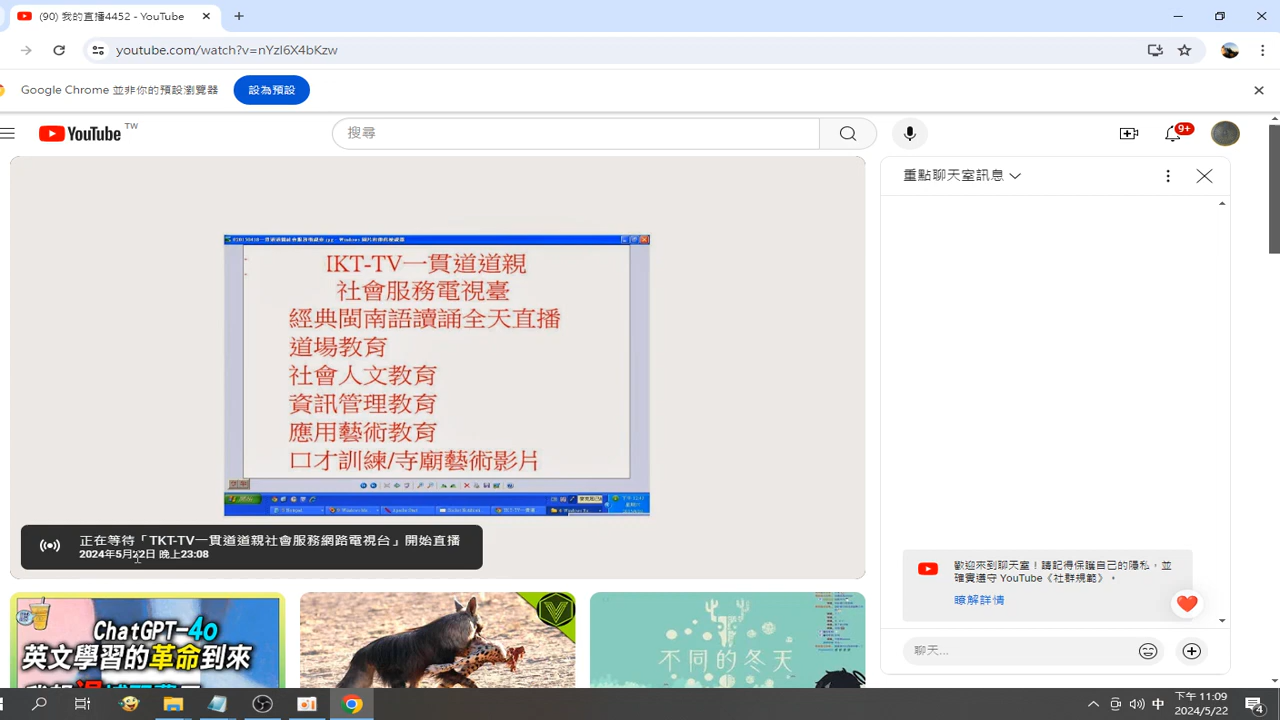 (90) 我的直播4452 - YouTube
youtube.com/watch?v=nYzI6X4bKzw
Google Chrome 並非你的預設瀏覽器
設為預設
YouTube TW
搜尋
9+
重點聊天室訊息
IKT-TV一貫道道親
社會服務電視臺
經典閩南語讀誦全天直播
道場教育
社會人文教育
資訊管理教育
應用藝術教育
口才訓練/寺廟藝術影片
正在等待「TKT-TV一貫道道親社會服務網路電視台」開始直播
2024年5月22日 晚上23:08
歡迎來到聊天室！請記得保護自己的隱私，並
確實遵守 YouTube《社群規範》。
瞭解詳情
聊天...
ChatGPT-4o
英文學習的革命到來
不同的冬天
中
下午 11:09
2024/5/22
4